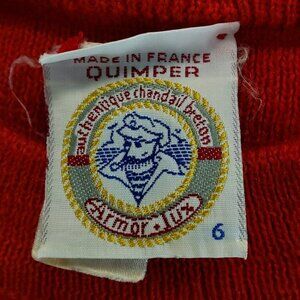 MADE IN FRANCE
QUIMPER
authentique chandail breton
Armor.lux
6